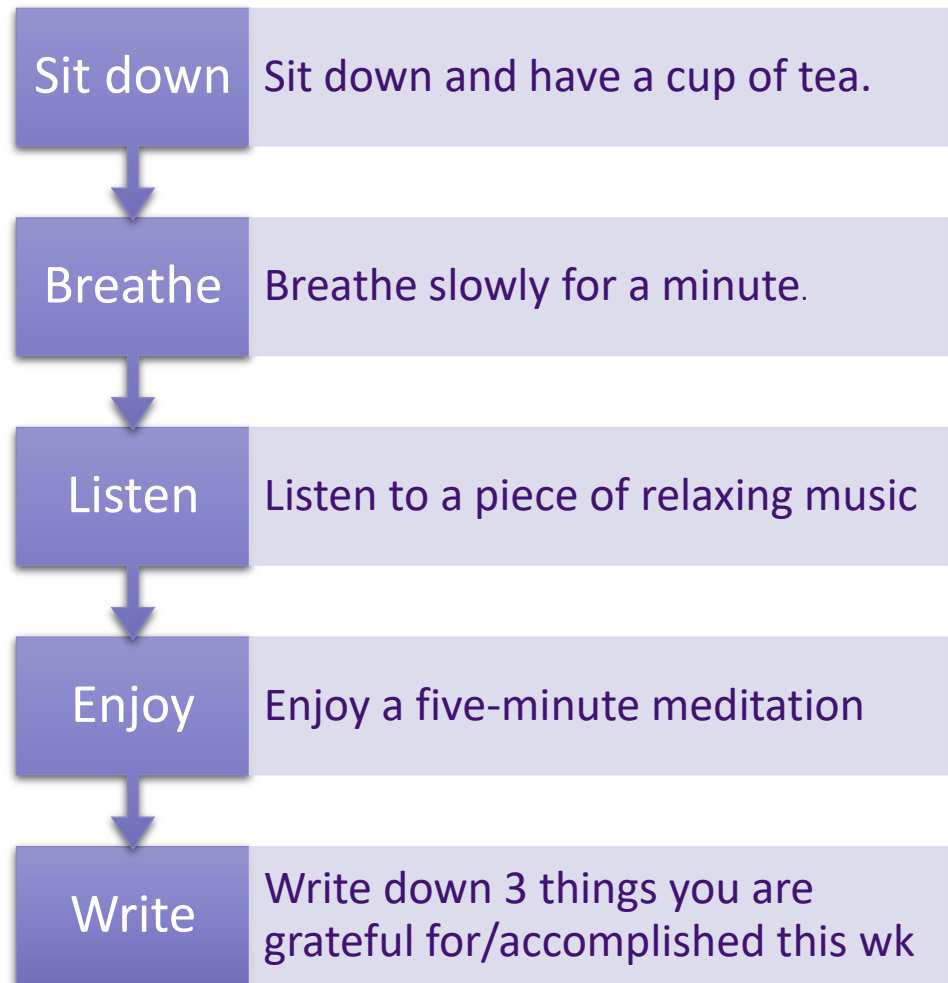 Sit down
Sit down and have a cup of tea.
Breathe
Breathe slowly for a minute.
Listen
Listen to a piece of relaxing music
Enjoy
Enjoy a five-minute meditation
Write
Write down 3 things you are
grateful for/accomplished this wk